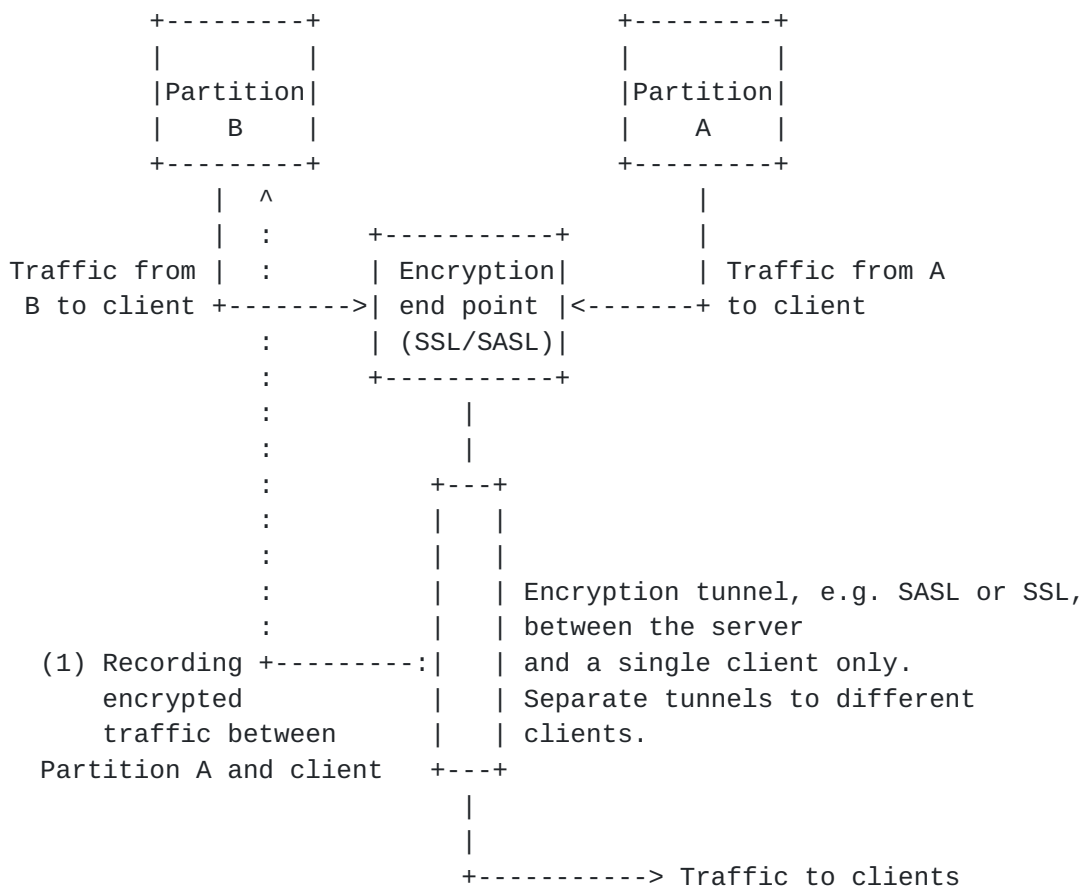 +---------+                   +---------+
|         |                   |         |
|Partition|                   |Partition|
|    B    |                   |    A    |
+---------+                   +---------+
|  ^                           |
|  :      +-----------+        |
Traffic from |  :      | Encryption|        | Traffic from A
B to client +-------->| end point |<-------+ to client
:      | (SSL/SASL)|
:      +-----------+
:            |
:            |
:          +---+
:          |   |
:          |   |
:          |   | Encryption tunnel, e.g. SASL or SSL,
:          |   | between the server
(1) Recording +---------:|   | and a single client only.
encrypted            |   | Separate tunnels to different
traffic between      |   | clients.
Partition A and client   +---+
|
|
+-----------> Traffic to clients